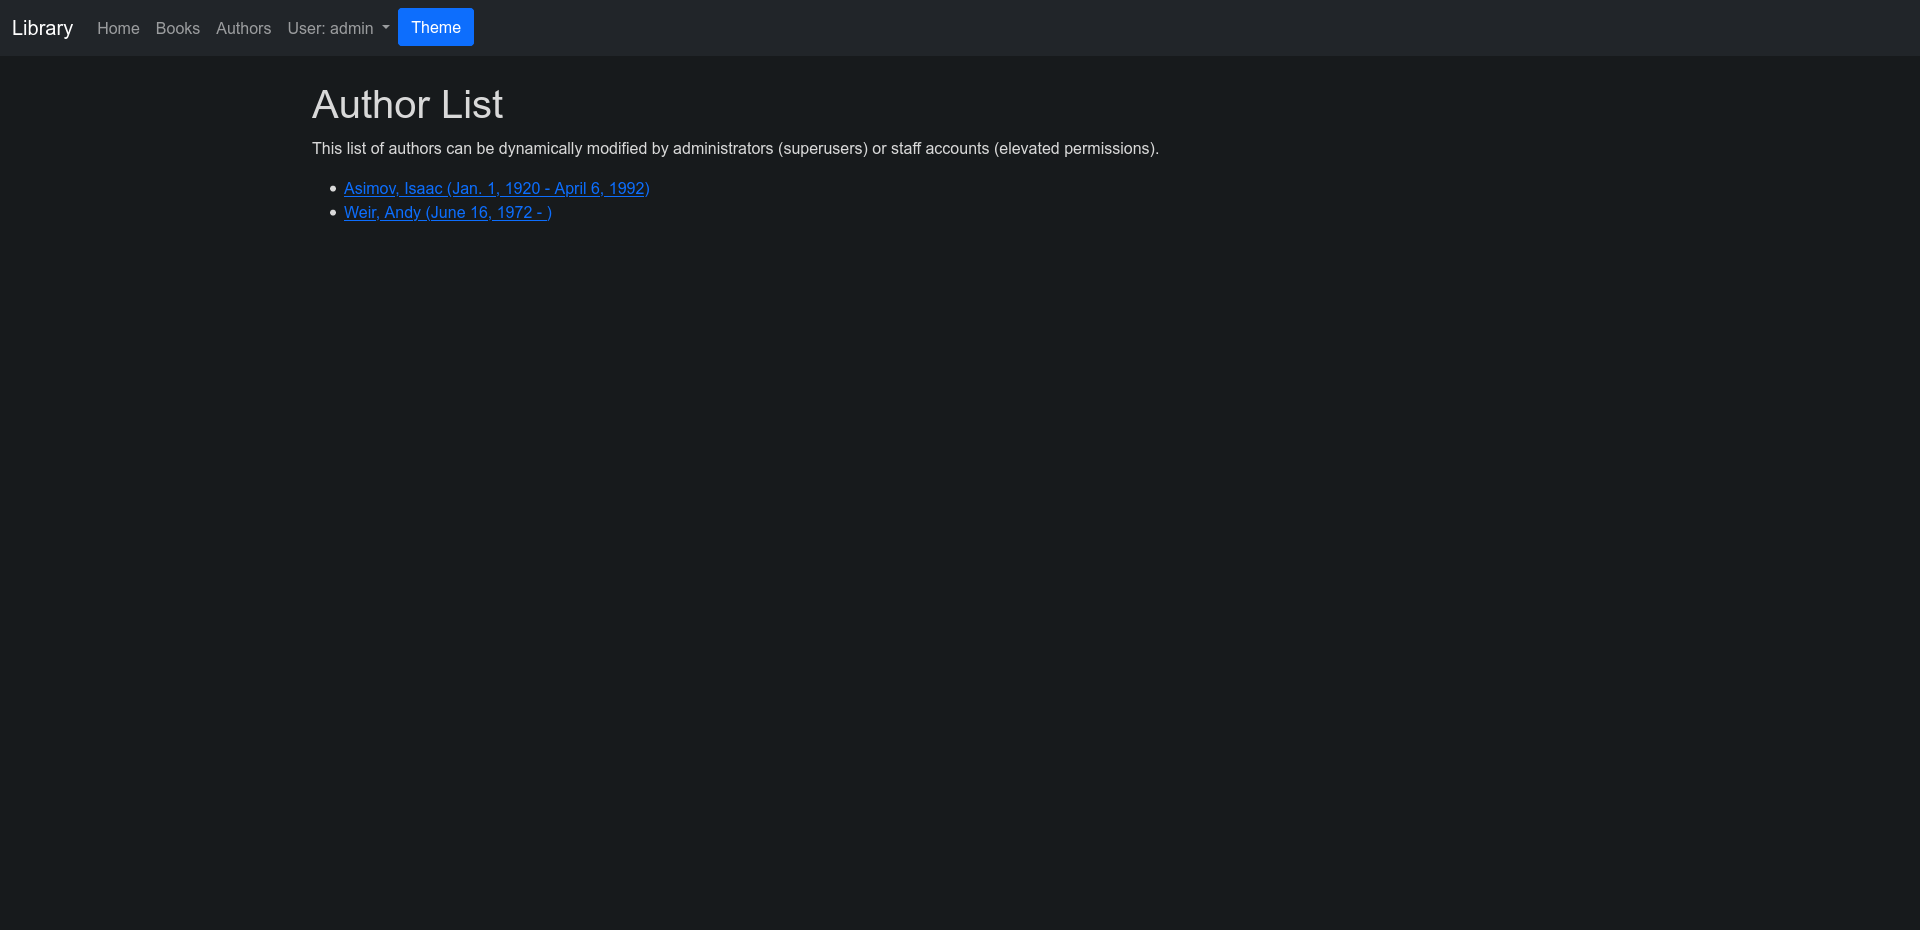 Library Home Books Authors User: admin Theme
Author List
This list of authors can be dynamically modified by administrators (superusers) or staff accounts (elevated permissions).
Asimov, Isaac (Jan. 1, 1920 - April 6, 1992)
Weir, Andy (June 16, 1972 - )